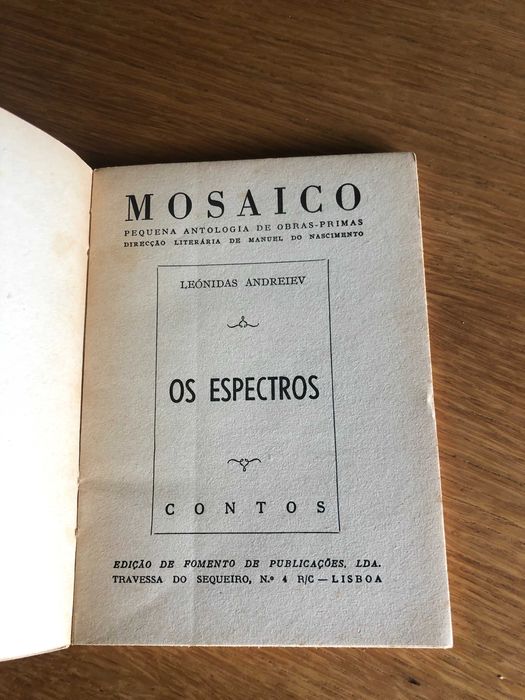 MOSAICO
PEQUENA ANTOLOGIA DE OBRAS-PRIMAS
DIRECÇÃO LITERÁRIA DE MANUEL DO NASCIMENTO
LEÓNIDAS ANDREIEV
OS ESPECTROS
CONTOS
EDIÇÃO DE FOMENTO DE PUBLICAÇÕES, LDA.
TRAVESSA DO SEQUEIRO, N.º 4 R/C — LISBOA